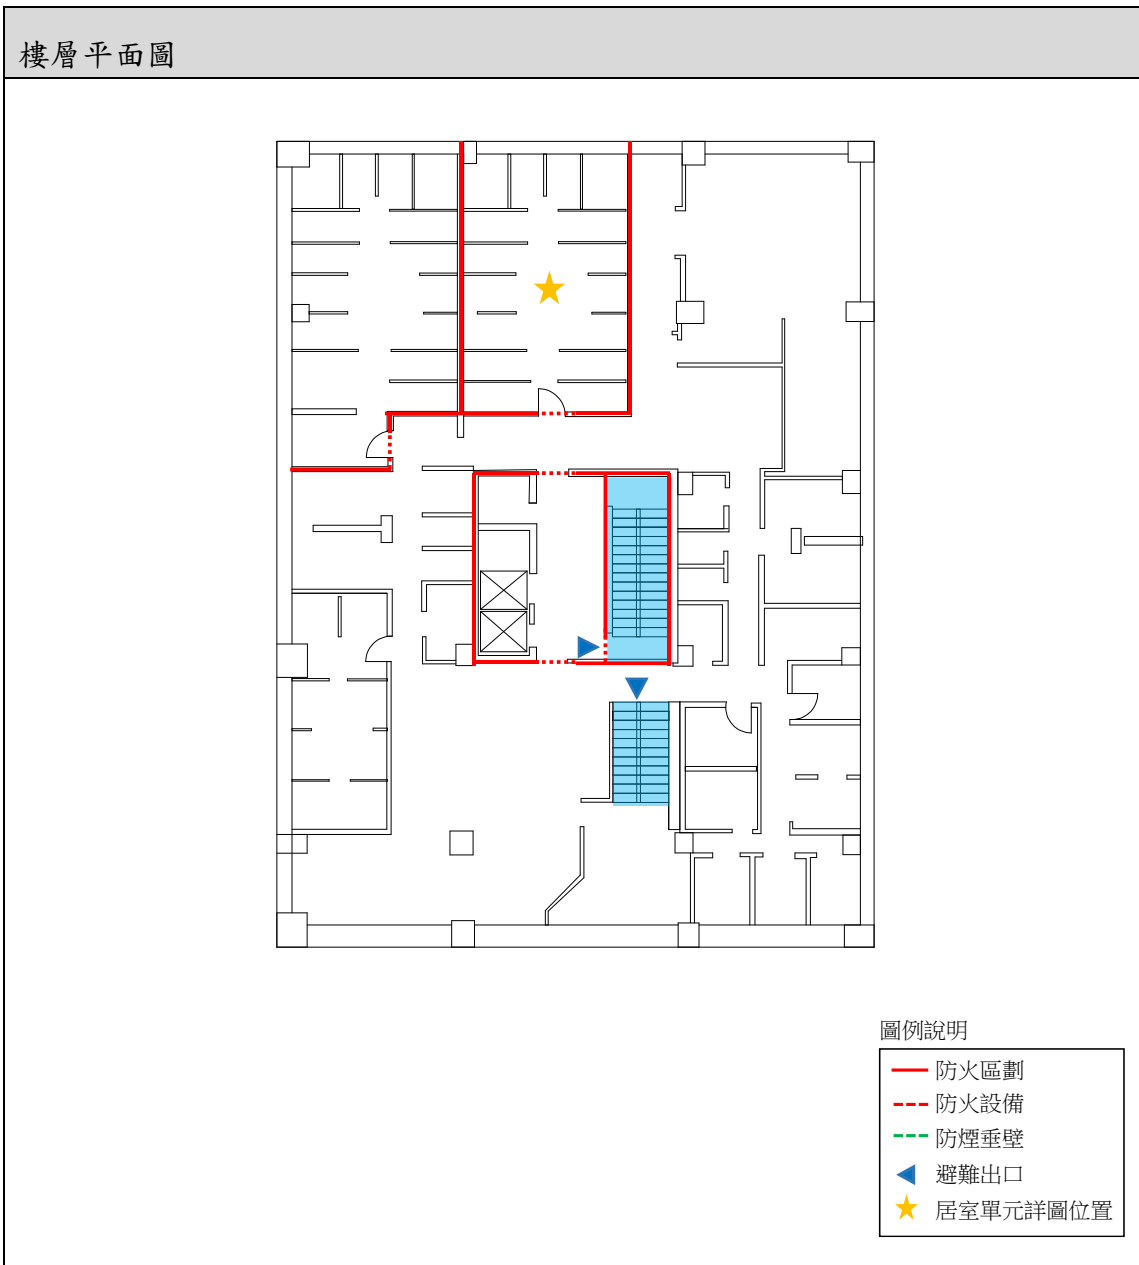 樓層平面圖
圖例說明
防火區劃
防火設備
防煙垂壁
避難出口
居室單元詳圖位置